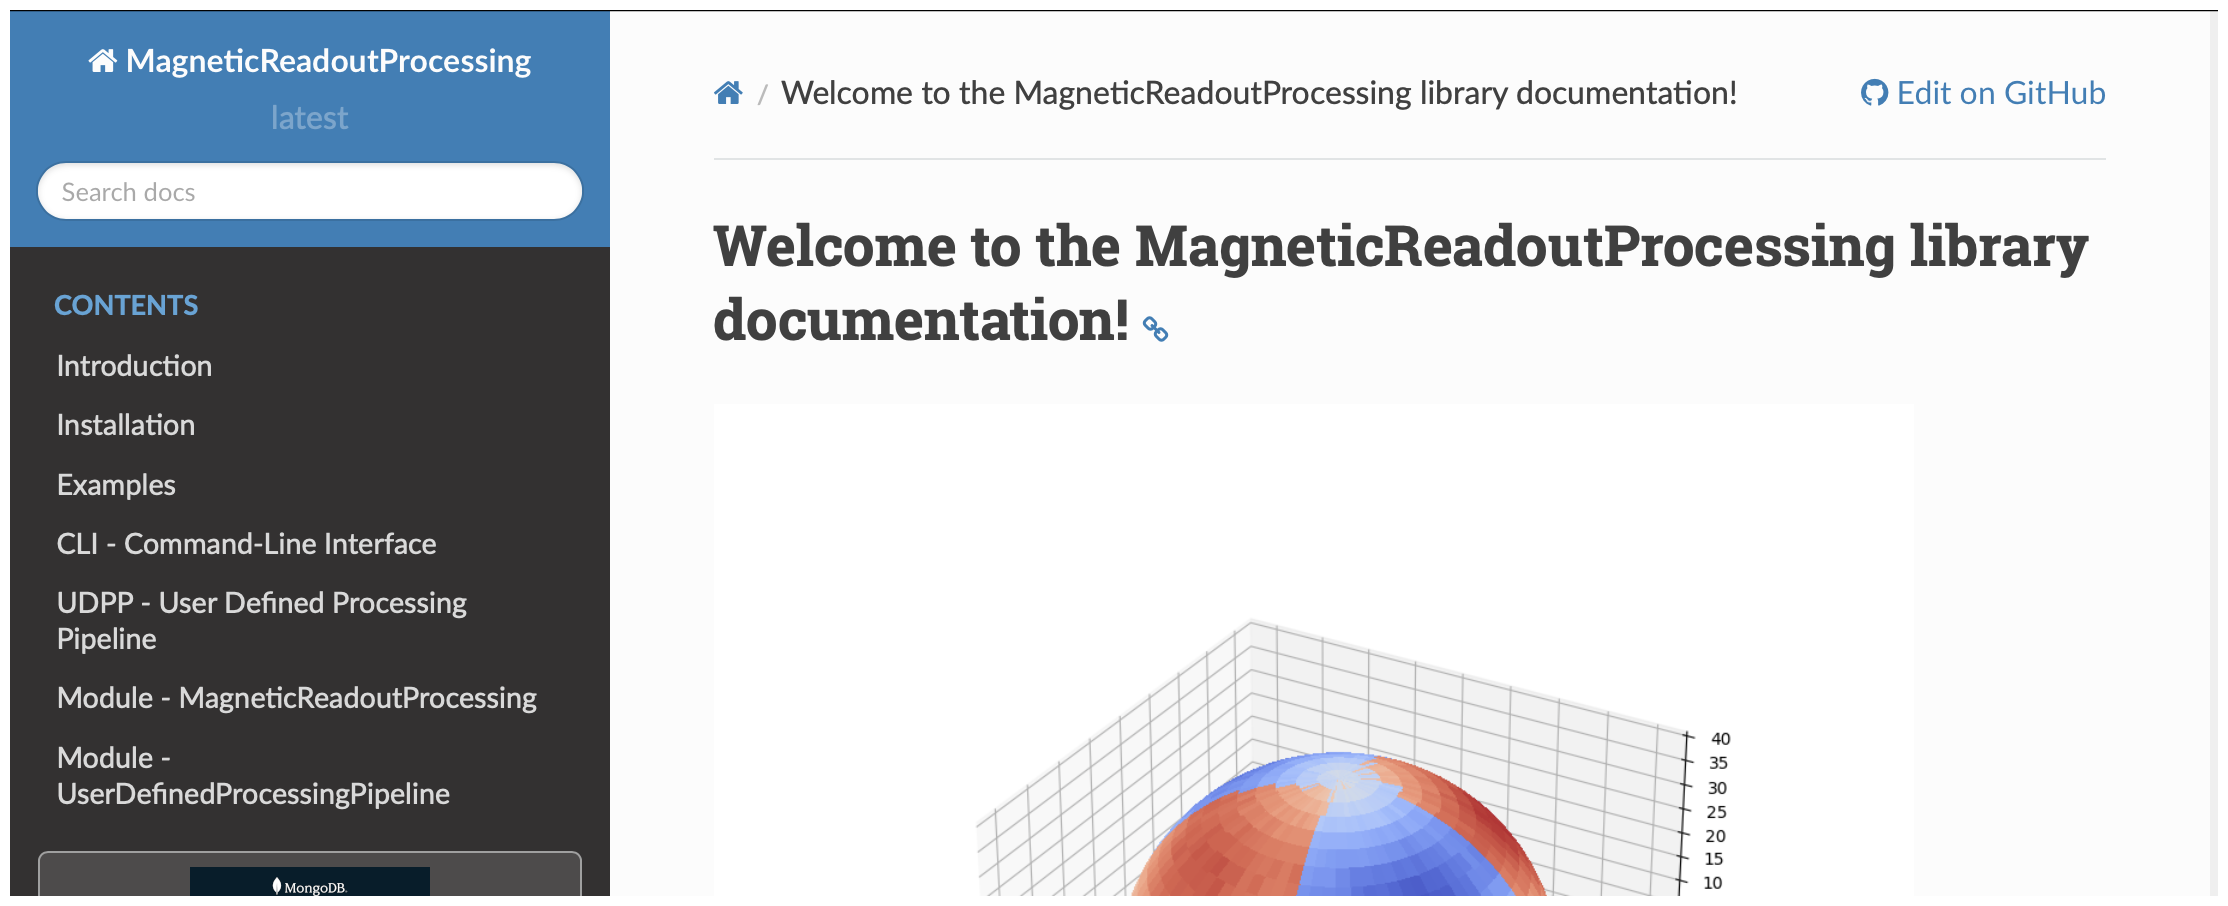 MagneticReadoutProcessing
latest
Search docs
CONTENTS
Introduction
Installation
Examples
CLI - Command-Line Interface
UDPP - User Defined Processing
Pipeline
Module - MagneticReadoutProcessing
Module -
UserDefinedProcessingPipeline
MongoDB.
/ Welcome to the MagneticReadoutProcessing library documentation!
Edit on GitHub
Welcome to the MagneticReadoutProcessing library
documentation!
40
35
30
25
20
15
10